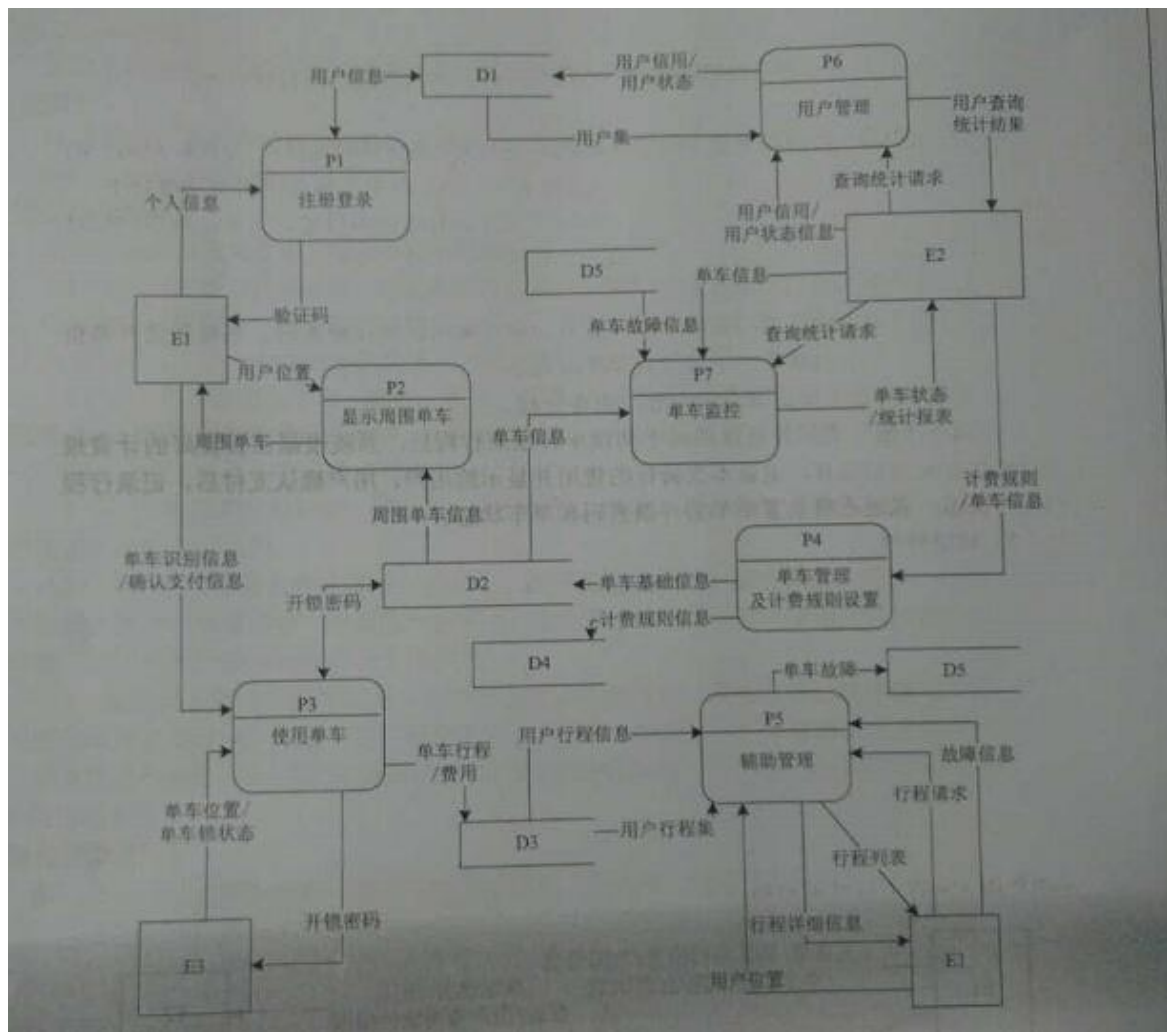 用户信息
D1
用户信用/
用户状态
P6
用户管理
用户查询
统计结果
用户集
P1
注册登录
个人信息
查询统计请求
用户信用/
用户状态信息
E2
D5
单车信息
验证码
E1
单车故障信息
查询统计请求
用户位置
P2
显示周围单车
P7
单车监控
单车状态
/统计报表
周围单车
单车信息
计费规则
/单车信息
周围单车信息
单车识别信息
/确认支付信息
P4
单车管理
及计费规则设置
D2
单车基础信息
开锁密码
计费规则信息
D4
单车故障
D5
P3
使用单车
P5
辅助管理
用户行程信息
单车行程
/费用
故障信息
行程请求
单车位置/
单车锁状态
D3
用户行程集
行程列表
开锁密码
行程详细信息
E3
E1
用户位置